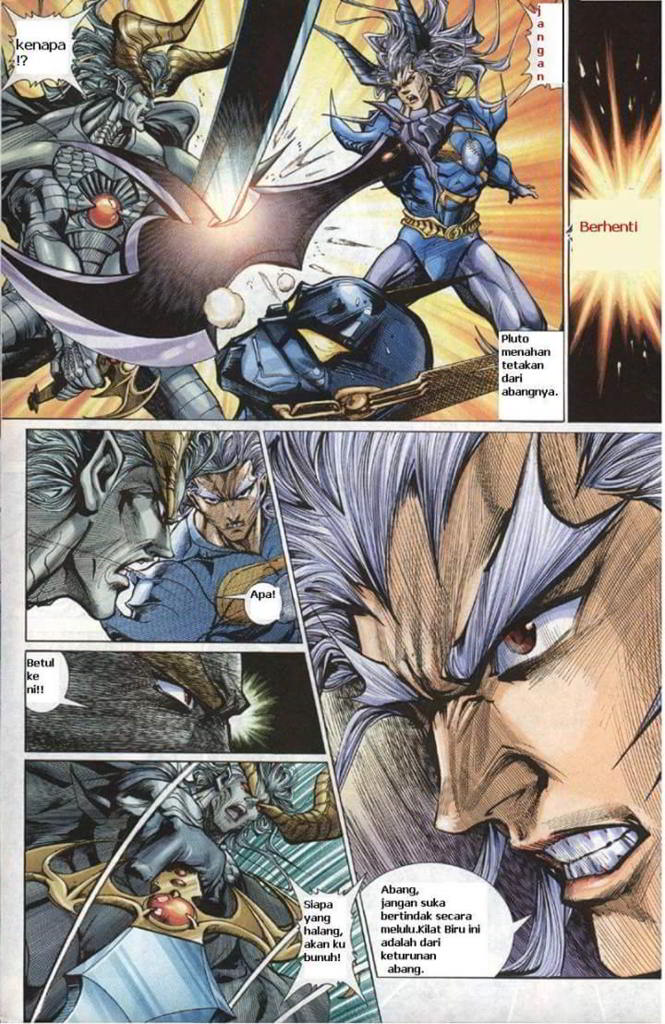 kenapa
!?
j
a
n
g
a
n
Berhenti
Pluto
menahan
tetakan
dari
abangnya.
Apa!
Betul
ke
ni!!
Siapa
yang
halang,
akan ku
bunuh!
Abang,
jangan suka
bertindak secara
melulu.Kilat Biru ini
adalah dari
keturunan
abang.